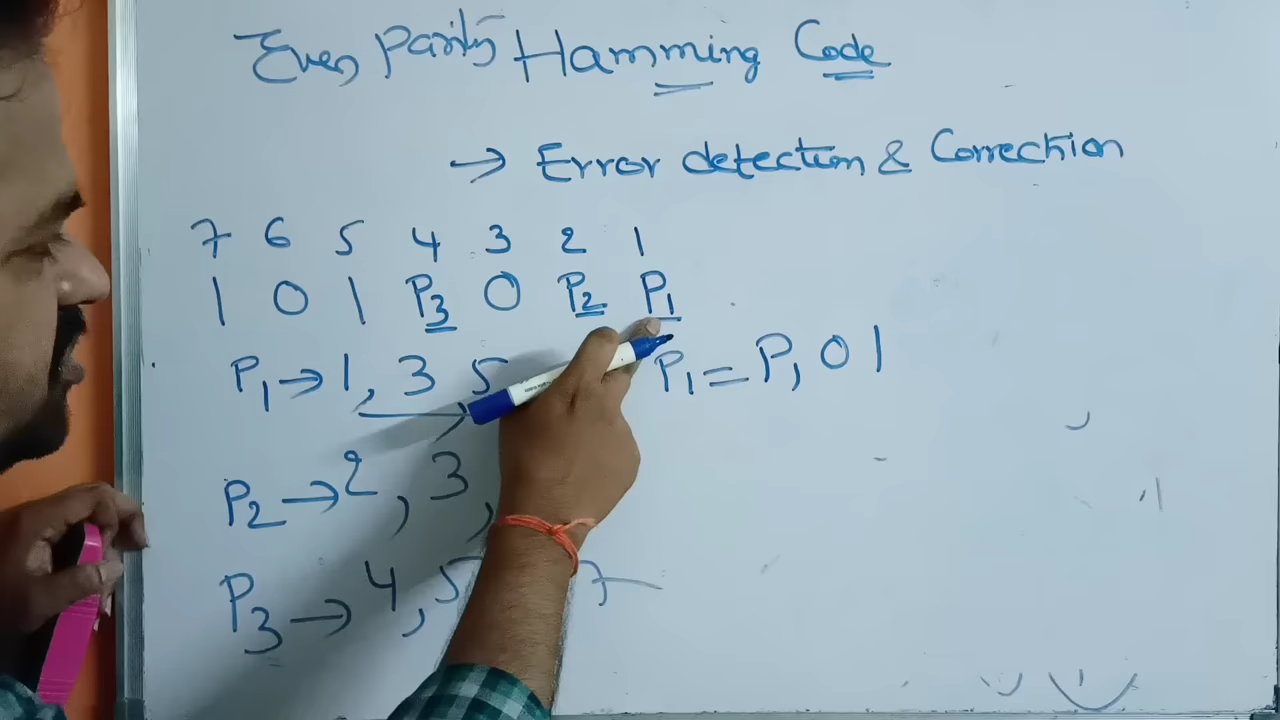 Even Parity Hamming Code
→ Error detection & Correction
7 6 5 4 3 2 1
1 0 1 P3 0 P2 P1
P1 → 1, 3 5 P1 = P1 0 1
P2 → 2, 3,
P3 → 4, 5 7